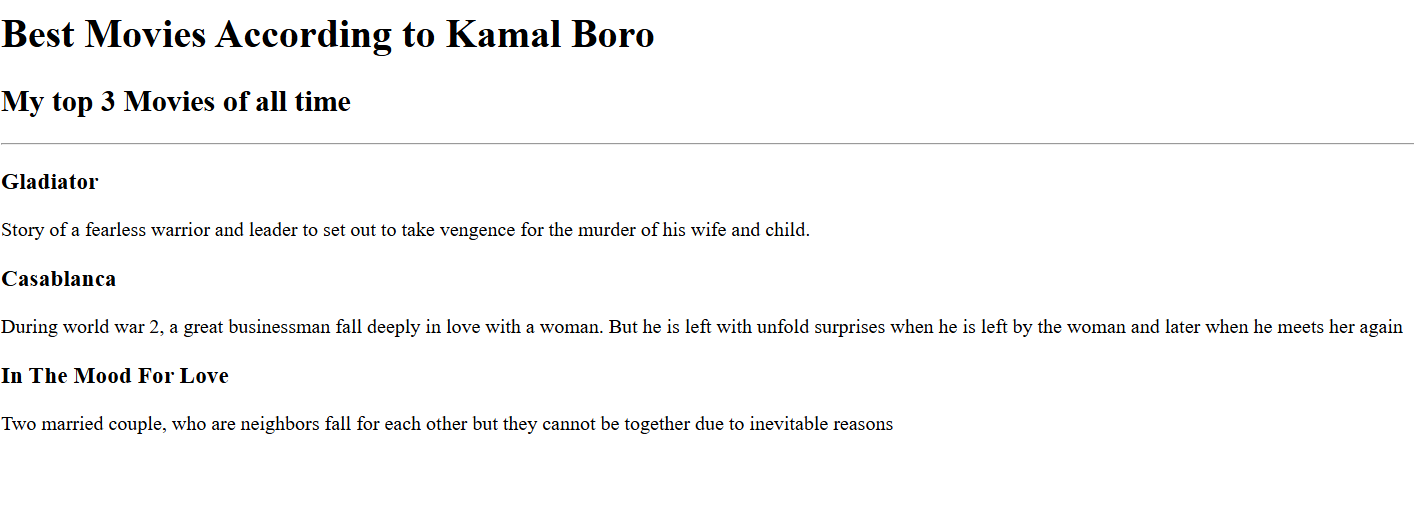 Best Movies According to Kamal Boro
My top 3 Movies of all time
Gladiator
Story of a fearless warrior and leader to set out to take vengence for the murder of his wife and child.
Casablanca
During world war 2, a great businessman fall deeply in love with a woman. But he is left with unfold surprises when he is left by the woman and later when he meets her again
In The Mood For Love
Two married couple, who are neighbors fall for each other but they cannot be together due to inevitable reasons